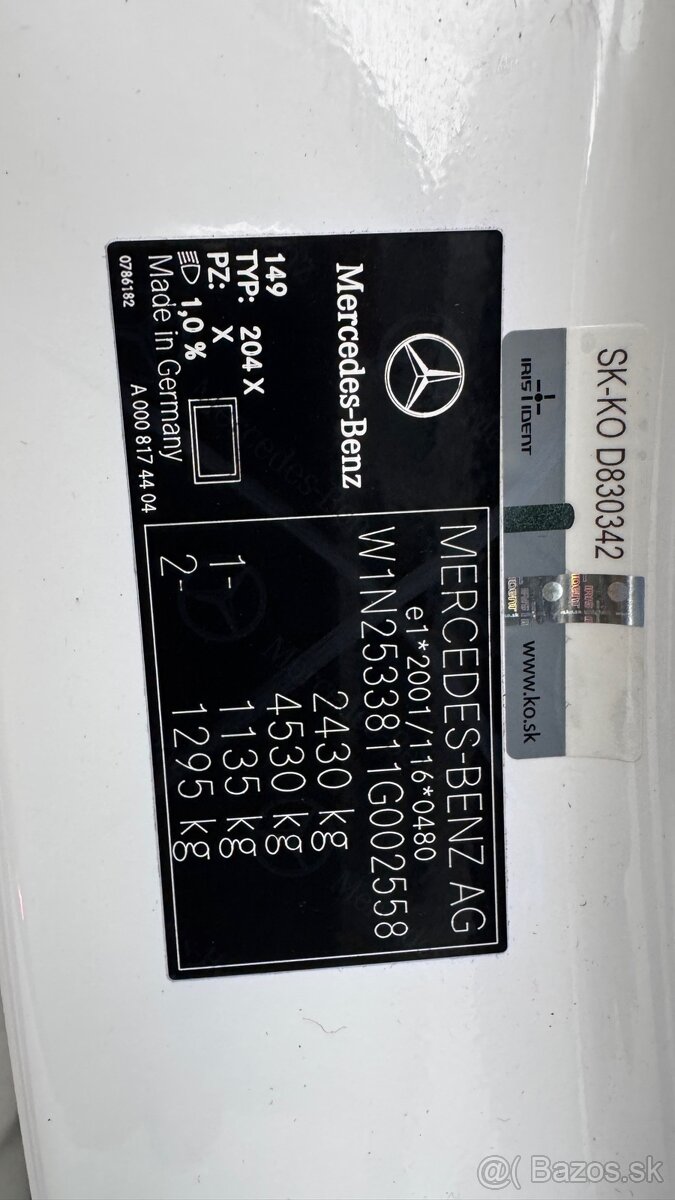 SK-KO D830342
IRIS IDENT
www.ko.sk
Mercedes-Benz
149
TYP: 204 X
PZ: X
1,0 %
Made in Germany
0786182
A 000 817 44 04
MERCEDES-BENZ AG
e1*2001/116*0480
W1N2533811G002558
2430 kg
4530 kg
1- 1135 kg
2- 1295 kg
@( Bazos.sk